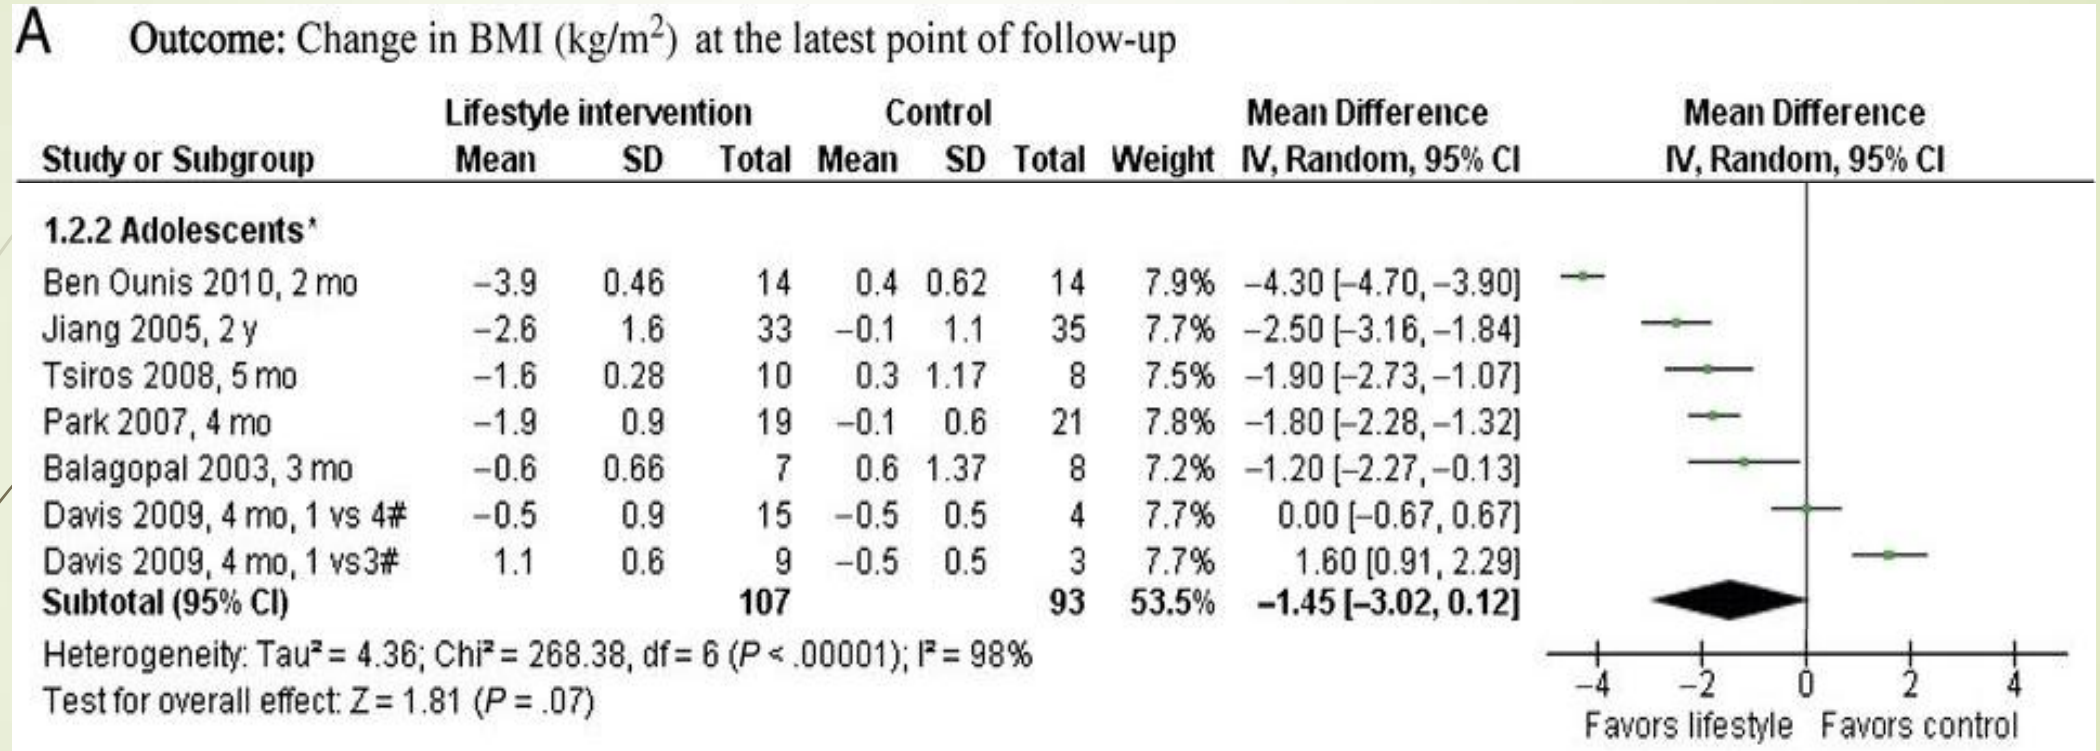 A Outcome: Change in BMI (kg/m²) at the latest point of follow-up
Lifestyle intervention Control Mean Difference Mean Difference
Study or Subgroup Mean SD Total Mean SD Total Weight IV, Random, 95% CI IV, Random, 95% CI
1.2.2 Adolescents*
Ben Ounis 2010, 2 mo −3.9 0.46 14 0.4 0.62 14 7.9% −4.30 [−4.70, −3.90]
Jiang 2005, 2 y −2.6 1.6 33 −0.1 1.1 35 7.7% −2.50 [−3.16, −1.84]
Tsiros 2008, 5 mo −1.6 0.28 10 0.3 1.17 8 7.5% −1.90 [−2.73, −1.07]
Park 2007, 4 mo −1.9 0.9 19 −0.1 0.6 21 7.8% −1.80 [−2.28, −1.32]
Balagopal 2003, 3 mo −0.6 0.66 7 0.6 1.37 8 7.2% −1.20 [−2.27, −0.13]
Davis 2009, 4 mo, 1 vs 4# −0.5 0.9 15 −0.5 0.5 4 7.7% 0.00 [−0.67, 0.67]
Davis 2009, 4 mo, 1 vs3# 1.1 0.6 9 −0.5 0.5 3 7.7% 1.60 [0.91, 2.29]
Subtotal (95% CI) 107 93 53.5% −1.45 [−3.02, 0.12]
Heterogeneity: Tau² = 4.36; Chi² = 268.38, df = 6 (P < .00001); I² = 98%
Test for overall effect: Z = 1.81 (P = .07)
−4 −2 0 2 4
Favors lifestyle Favors control